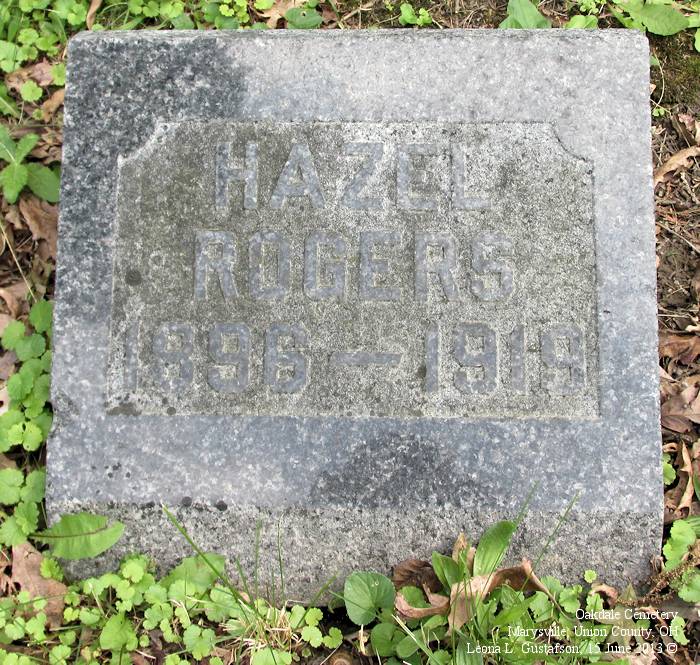 HAZEL
ROGERS
1896 — 1919
Oakdale Cemetery
Marysville, Union County, OH
Leona L. Gustafson, 15 June 2013 ©